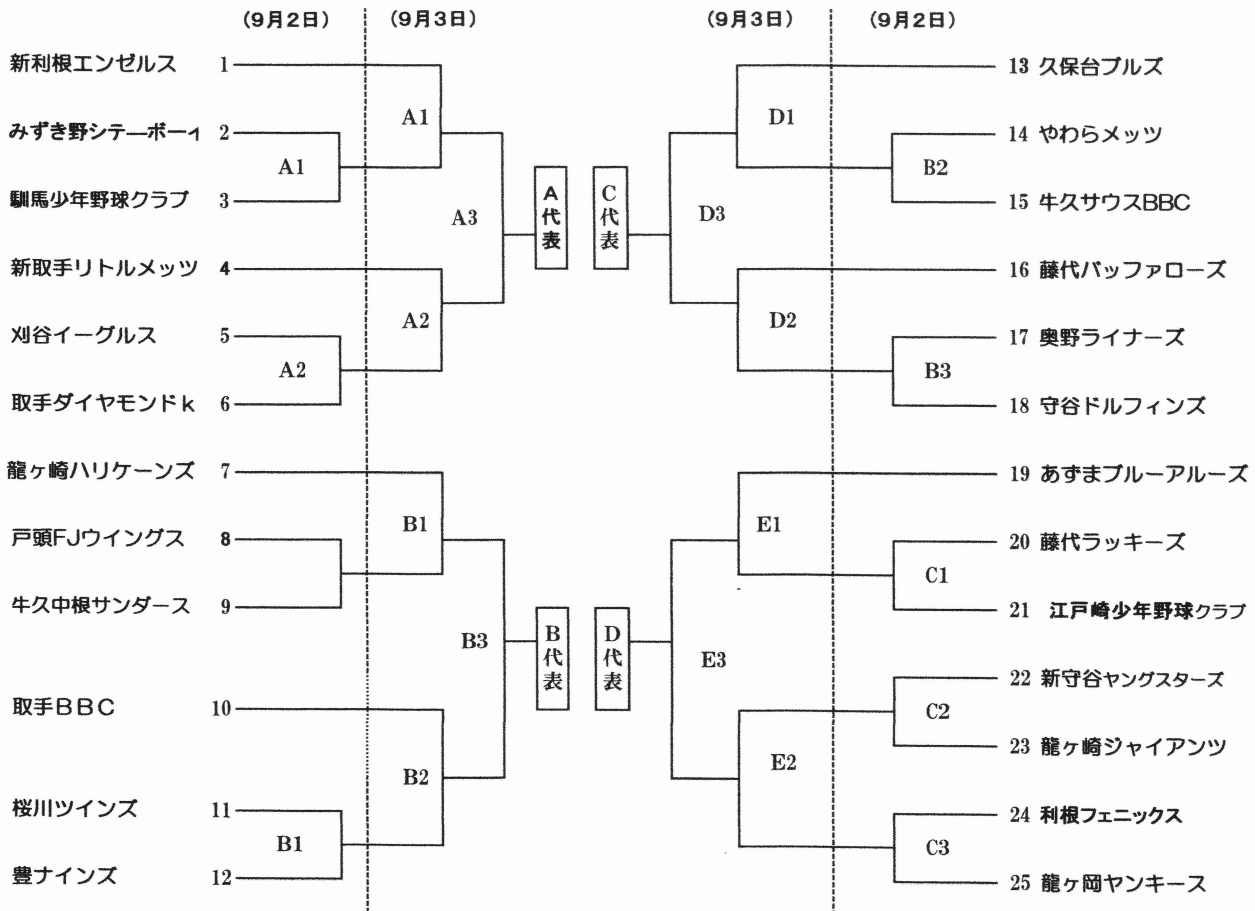 (9月2日) (9月3日) (9月3日) (9月2日)
新利根エンゼルス 1
みずき野シテーボーイ 2
馴馬少年野球クラブ 3
新取手リトルメッツ 4
刈谷イーグルス 5
取手ダイヤモンドk 6
龍ヶ崎ハリケーンズ 7
戸頭FJウイングス 8
牛久中根サンダース 9
取手BBC 10
桜川ツインズ 11
豊ナインズ 12
A1
A2
B1
A1
A2
B1
B2
A3
B3
A代表
B代表
C代表
D代表
D3
E3
D1
D2
E1
E2
B2
B3
C1
C2
C3
13 久保台ブルズ
14 やわらメッツ
15 牛久サウスBBC
16 藤代バッファローズ
17 奥野ライナーズ
18 守谷ドルフィンズ
19 あずまブルーアルーズ
20 藤代ラッキーズ
21 江戸崎少年野球クラブ
22 新守谷ヤングスターズ
23 龍ヶ崎ジャイアンツ
24 利根フェニックス
25 龍ヶ岡ヤンキース